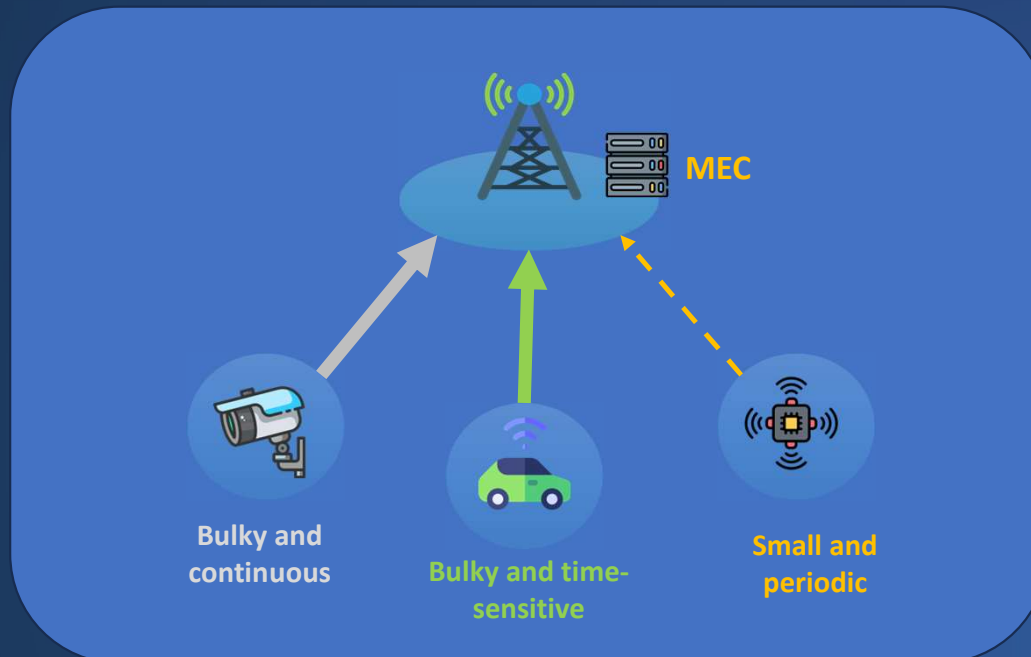 MEC
Bulky and
continuous
Bulky and time-
sensitive
Small and
periodic